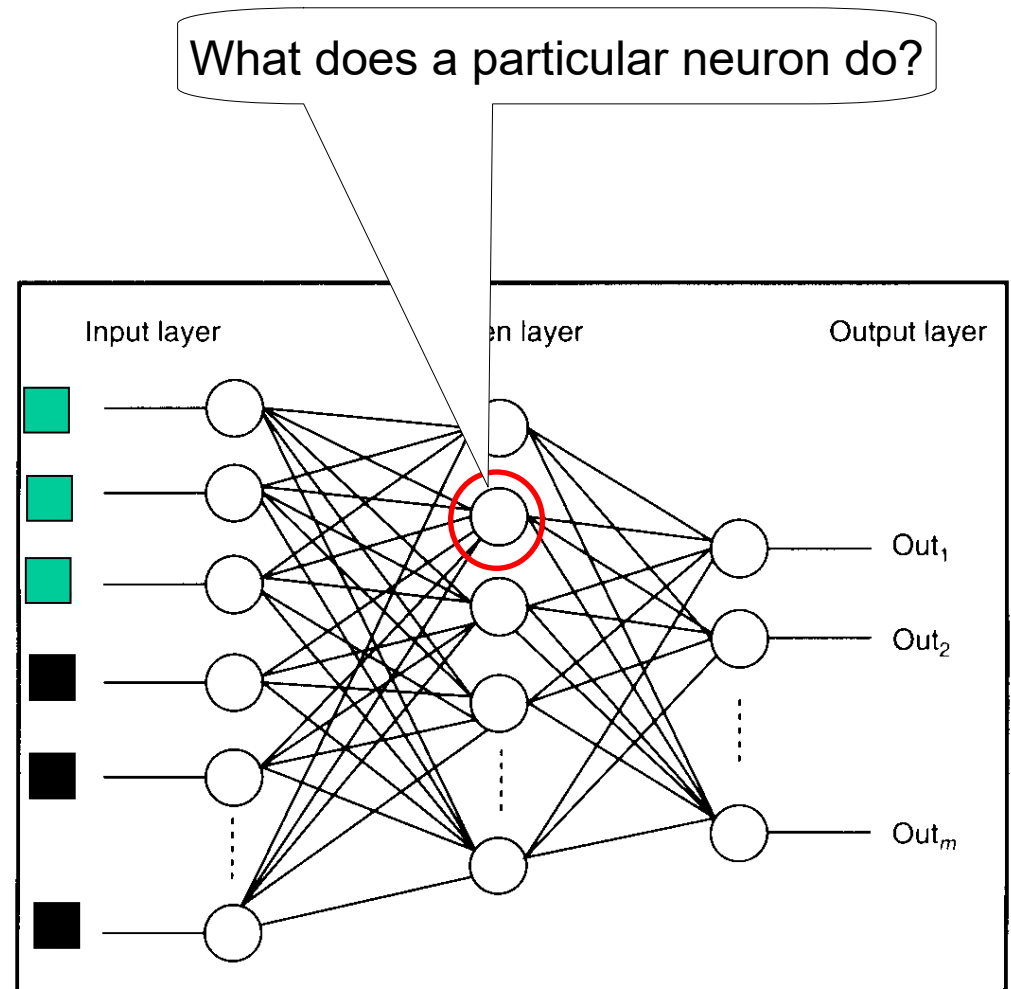 What does a particular neuron do?
Input layer
en layer
Output layer
Out₁
Out₂
Outₘ